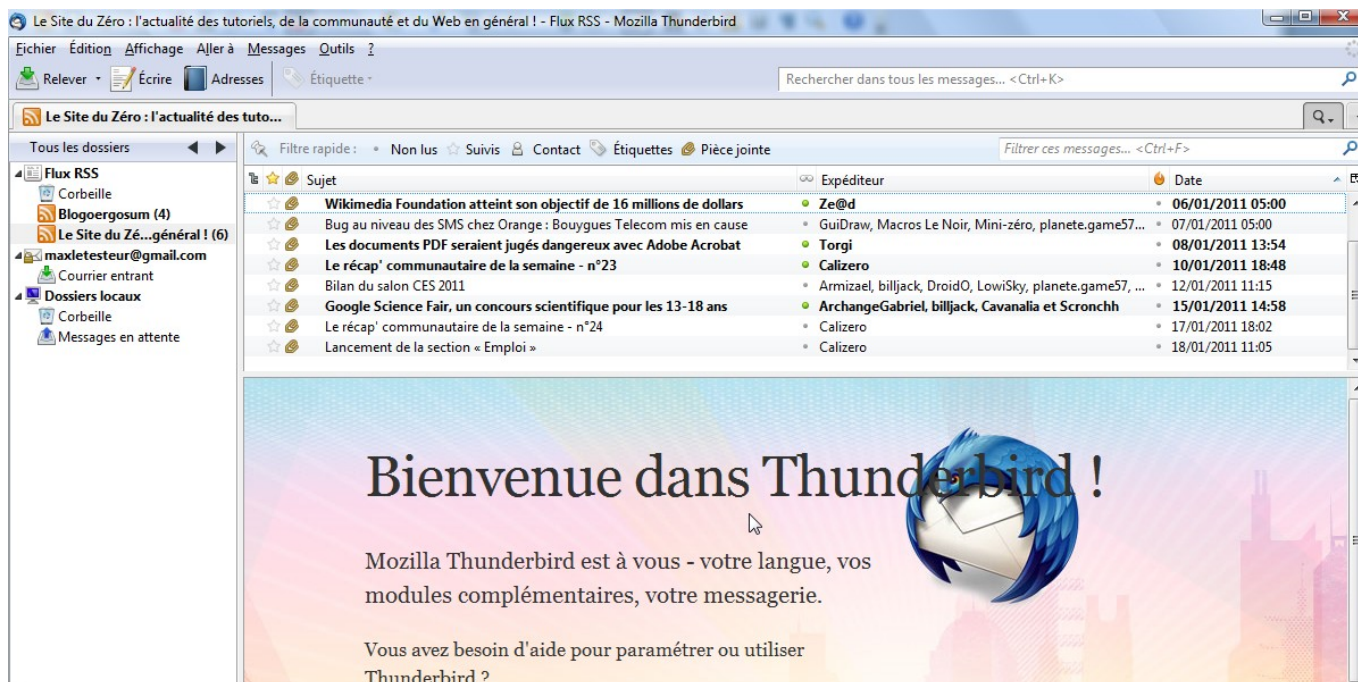 Le Site du Zéro : l'actualité des tutoriels, de la communauté et du Web en général ! - Flux RSS - Mozilla Thunderbird
Fichier Édition Affichage Aller à Messages Outils ?
Relever Écrire Adresses Étiquette Rechercher dans tous les messages... <Ctrl+K>
Le Site du Zéro : l'actualité des tuto...
Tous les dossiers
Flux RSS
Corbeille
Blogoergosum (4)
Le Site du Zé...général ! (6)
maxletesteur@gmail.com
Courrier entrant
Dossiers locaux
Corbeille
Messages en attente
Filtre rapide : Non lus Suivis Contact Étiquettes Pièce jointe Filtrer ces messages... <Ctrl+F>
Sujet Expéditeur Date
Wikimedia Foundation atteint son objectif de 16 millions de dollars Ze@d 06/01/2011 05:00
Bug au niveau des SMS chez Orange : Bouygues Telecom mis en cause GuiDraw, Macros Le Noir, Mini-zéro, planete.game57... 07/01/2011 05:00
Les documents PDF seraient jugés dangereux avec Adobe Acrobat Torgi 08/01/2011 13:54
Le récap' communautaire de la semaine - n°23 Calizero 10/01/2011 18:48
Bilan du salon CES 2011 Armizael, billjack, DroidO, LowiSky, planete.game57, ... 12/01/2011 11:15
Google Science Fair, un concours scientifique pour les 13-18 ans ArchangeGabriel, billjack, Cavanalia et Scronchh 15/01/2011 14:58
Le récap' communautaire de la semaine - n°24 Calizero 17/01/2011 18:02
Lancement de la section « Emploi » Calizero 18/01/2011 11:05
Bienvenue dans Thunderbird !
Mozilla Thunderbird est à vous - votre langue, vos
modules complémentaires, votre messagerie.
Vous avez besoin d'aide pour paramétrer ou utiliser
Thunderbird ?